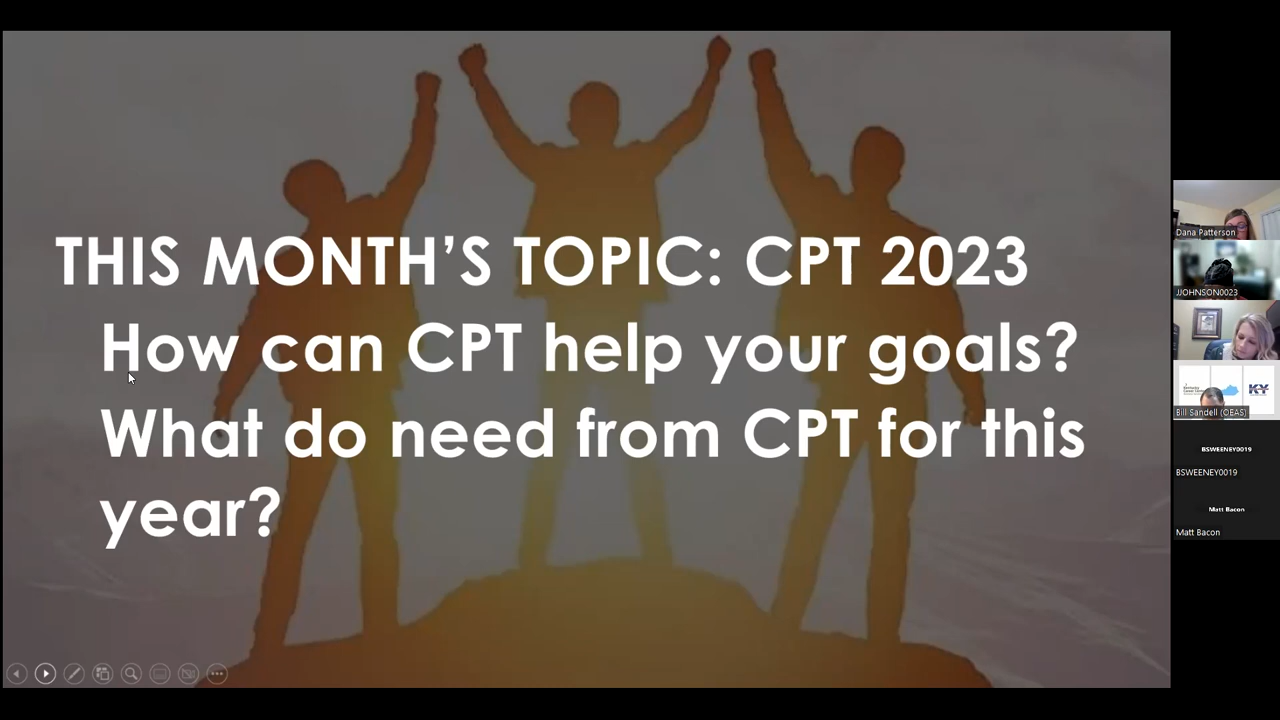 THIS MONTH’S TOPIC: CPT 2023
How can CPT help your goals?
What do need from CPT for this
year?
Dana Patterson
JJOHNSON0023
KY
Bill Sandell (OEAS)
BSWEENEY0019
BSWEENEY0019
Matt Bacon
Matt Bacon